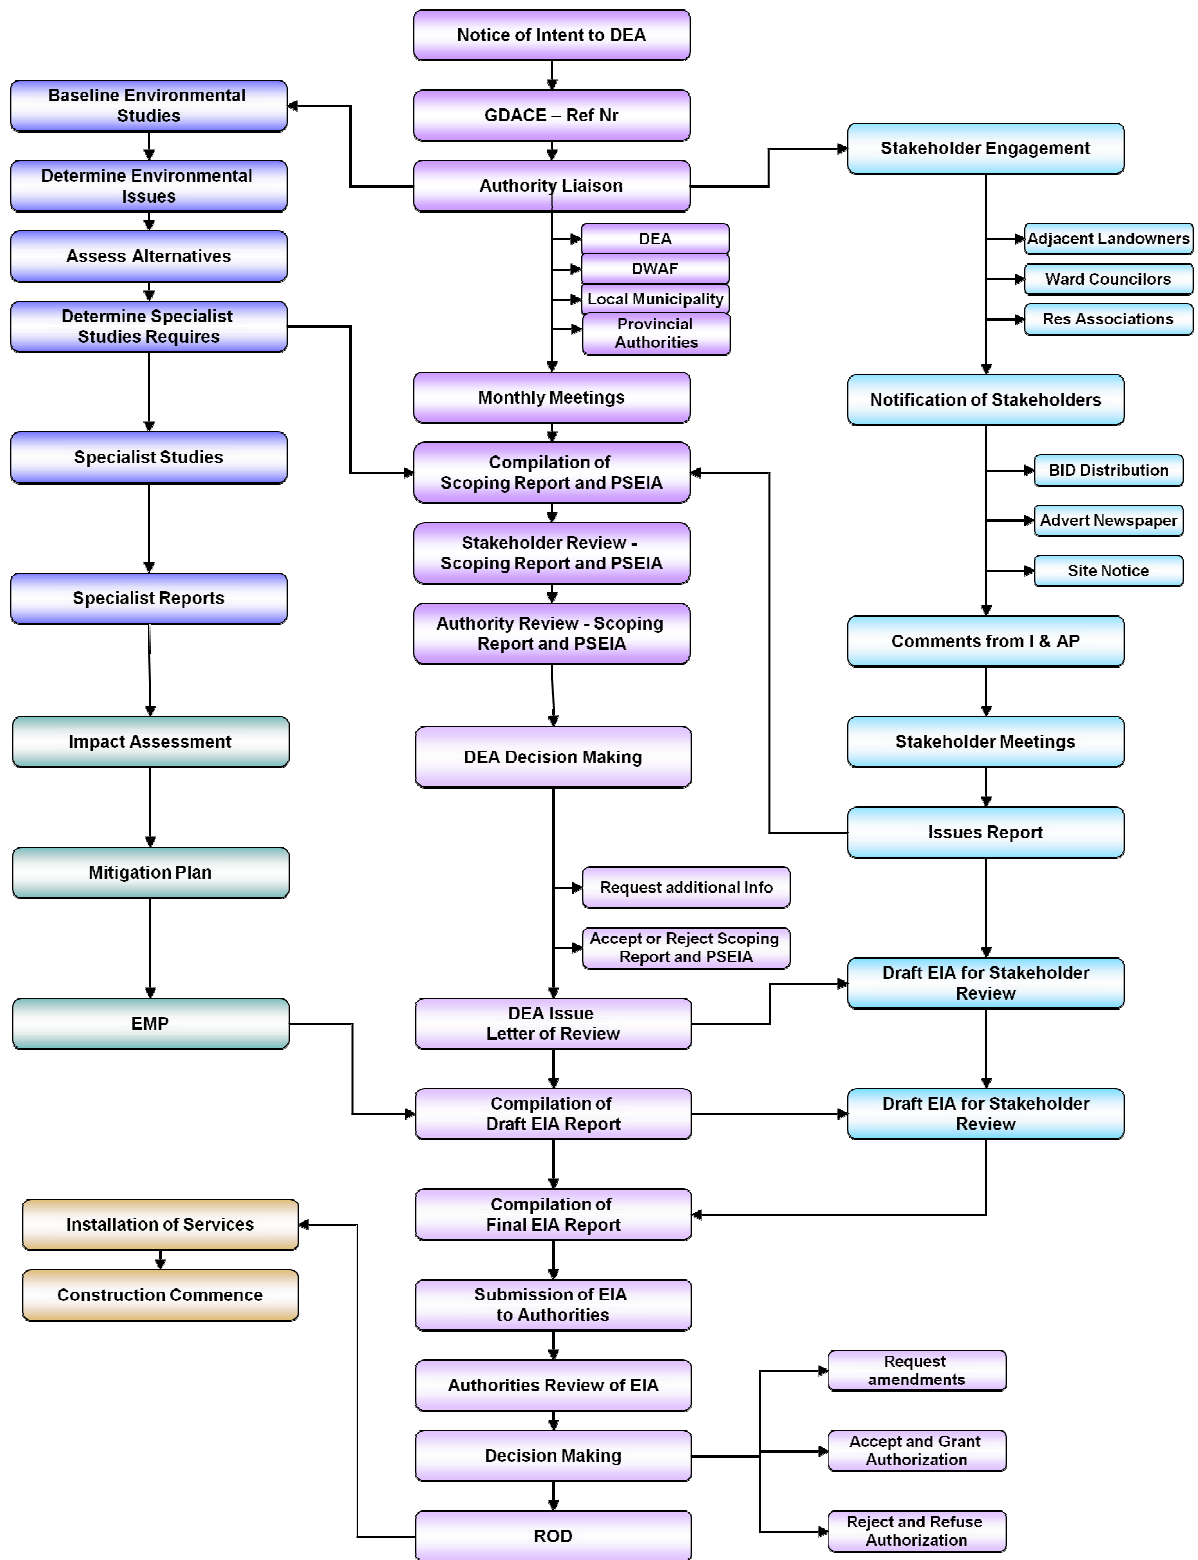 Notice of Intent to DEA
GDACE – Ref Nr
Authority Liaison
DEA
DWAF
Local Municipality
Provincial
Authorities
Monthly Meetings
Compilation of
Scoping Report and PSEIA
Stakeholder Review -
Scoping Report and PSEIA
Authority Review - Scoping
Report and PSEIA
DEA Decision Making
Request additional Info
Accept or Reject Scoping
Report and PSEIA
DEA Issue
Letter of Review
Compilation of
Draft EIA Report
Compilation of
Final EIA Report
Submission of EIA
to Authorities
Authorities Review of EIA
Decision Making
Request
amendments
Accept and Grant
Authorization
Reject and Refuse
Authorization
ROD
Baseline Environmental
Studies
Determine Environmental
Issues
Assess Alternatives
Determine Specialist
Studies Requires
Specialist Studies
Specialist Reports
Impact Assessment
Mitigation Plan
EMP
Installation of Services
Construction Commence
Stakeholder Engagement
Adjacent Landowners
Ward Councilors
Res Associations
Notification of Stakeholders
BID Distribution
Advert Newspaper
Site Notice
Comments from I & AP
Stakeholder Meetings
Issues Report
Draft EIA for Stakeholder
Review
Draft EIA for Stakeholder
Review